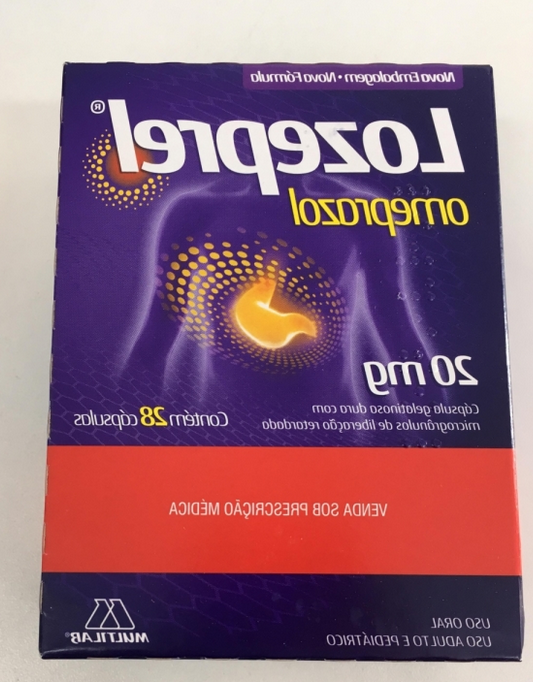 Nova Embalagem • Nova Fórmula
Lozeprel®
omeprazol
20 mg
Cápsula gelatinosa dura com
microgrânulos de liberação retardada
Contém 28 cápsulas
VENDA SOB PRESCRIÇÃO MÉDICA
USO ORAL
USO ADULTO E PEDIÁTRICO
MULTILAB®